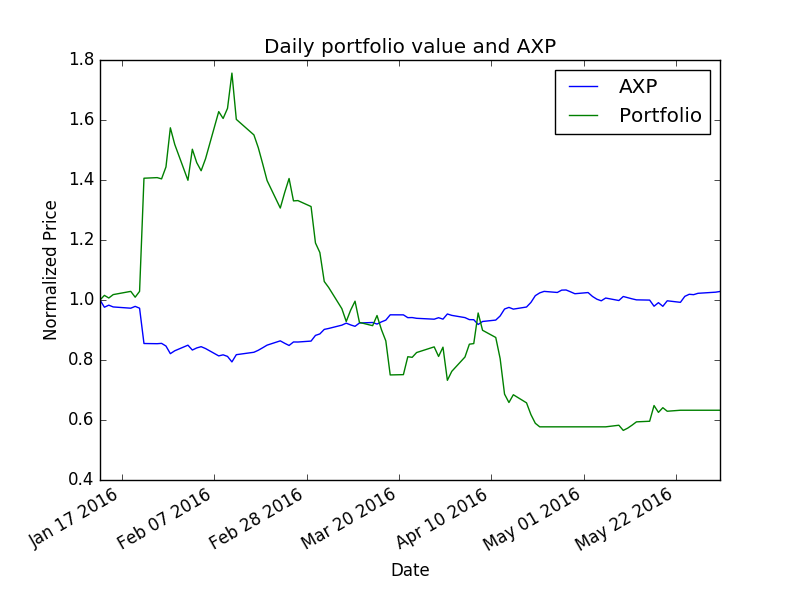 Daily portfolio value and AXP
AXP
Portfolio
1.8
1.6
1.4
1.2
1.0
0.8
0.6
0.4
Normalized Price
Jan 17 2016
Feb 07 2016
Feb 28 2016
Mar 20 2016
Apr 10 2016
May 01 2016
May 22 2016
Date